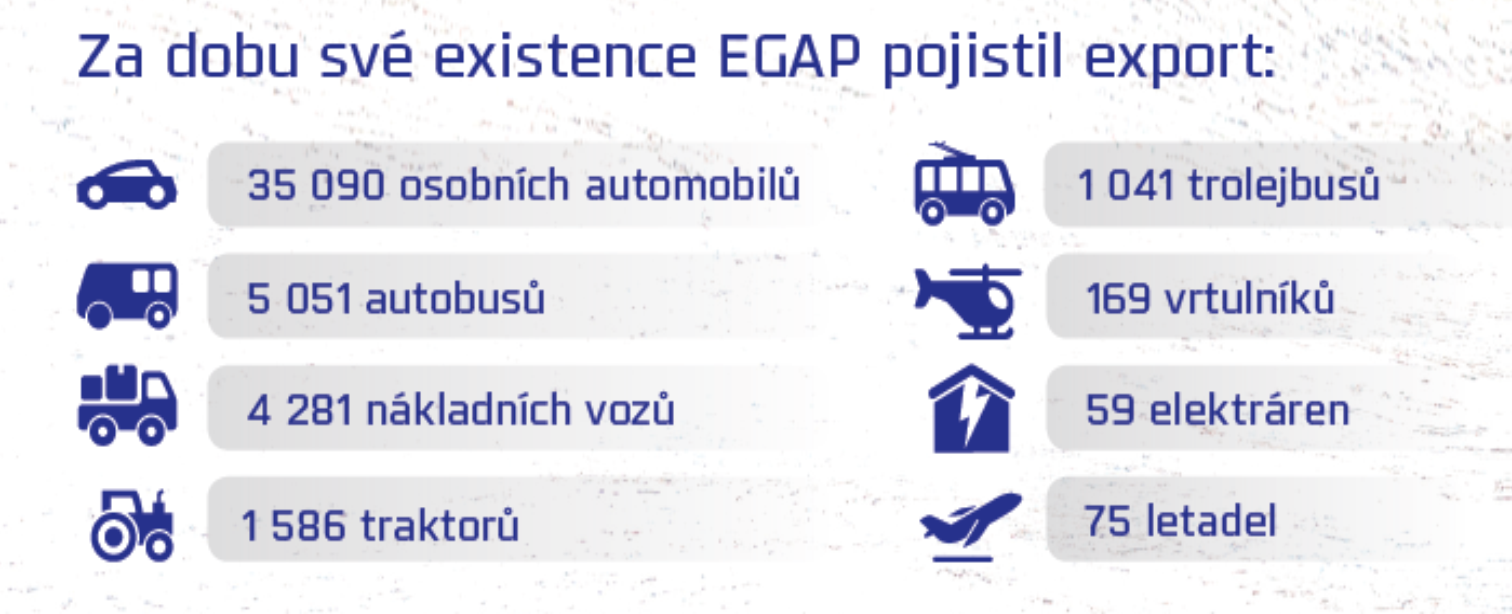 Za dobu své existence EGAP pojistil export:
35 090 osobních automobilů
5 051 autobusů
4 281 nákladních vozů
1 586 traktorů
1 041 trolejbusů
169 vrtulníků
59 elektráren
75 letadel